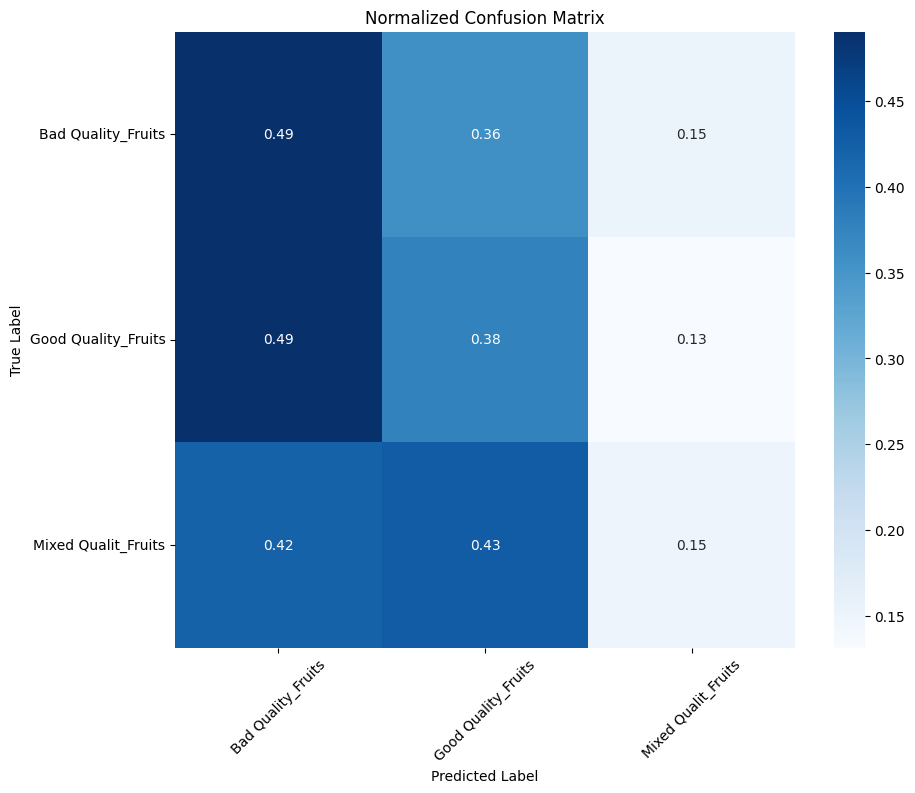 Normalized Confusion Matrix
True Label
Bad Quality_Fruits
0.49 0.36 0.15
Good Quality_Fruits
0.49 0.38 0.13
Mixed Qualit_Fruits
0.42 0.43 0.15
Bad Quality_Fruits
Good Quality_Fruits
Mixed Qualit_Fruits
Predicted Label
0.45
0.40
0.35
0.30
0.25
0.20
0.15